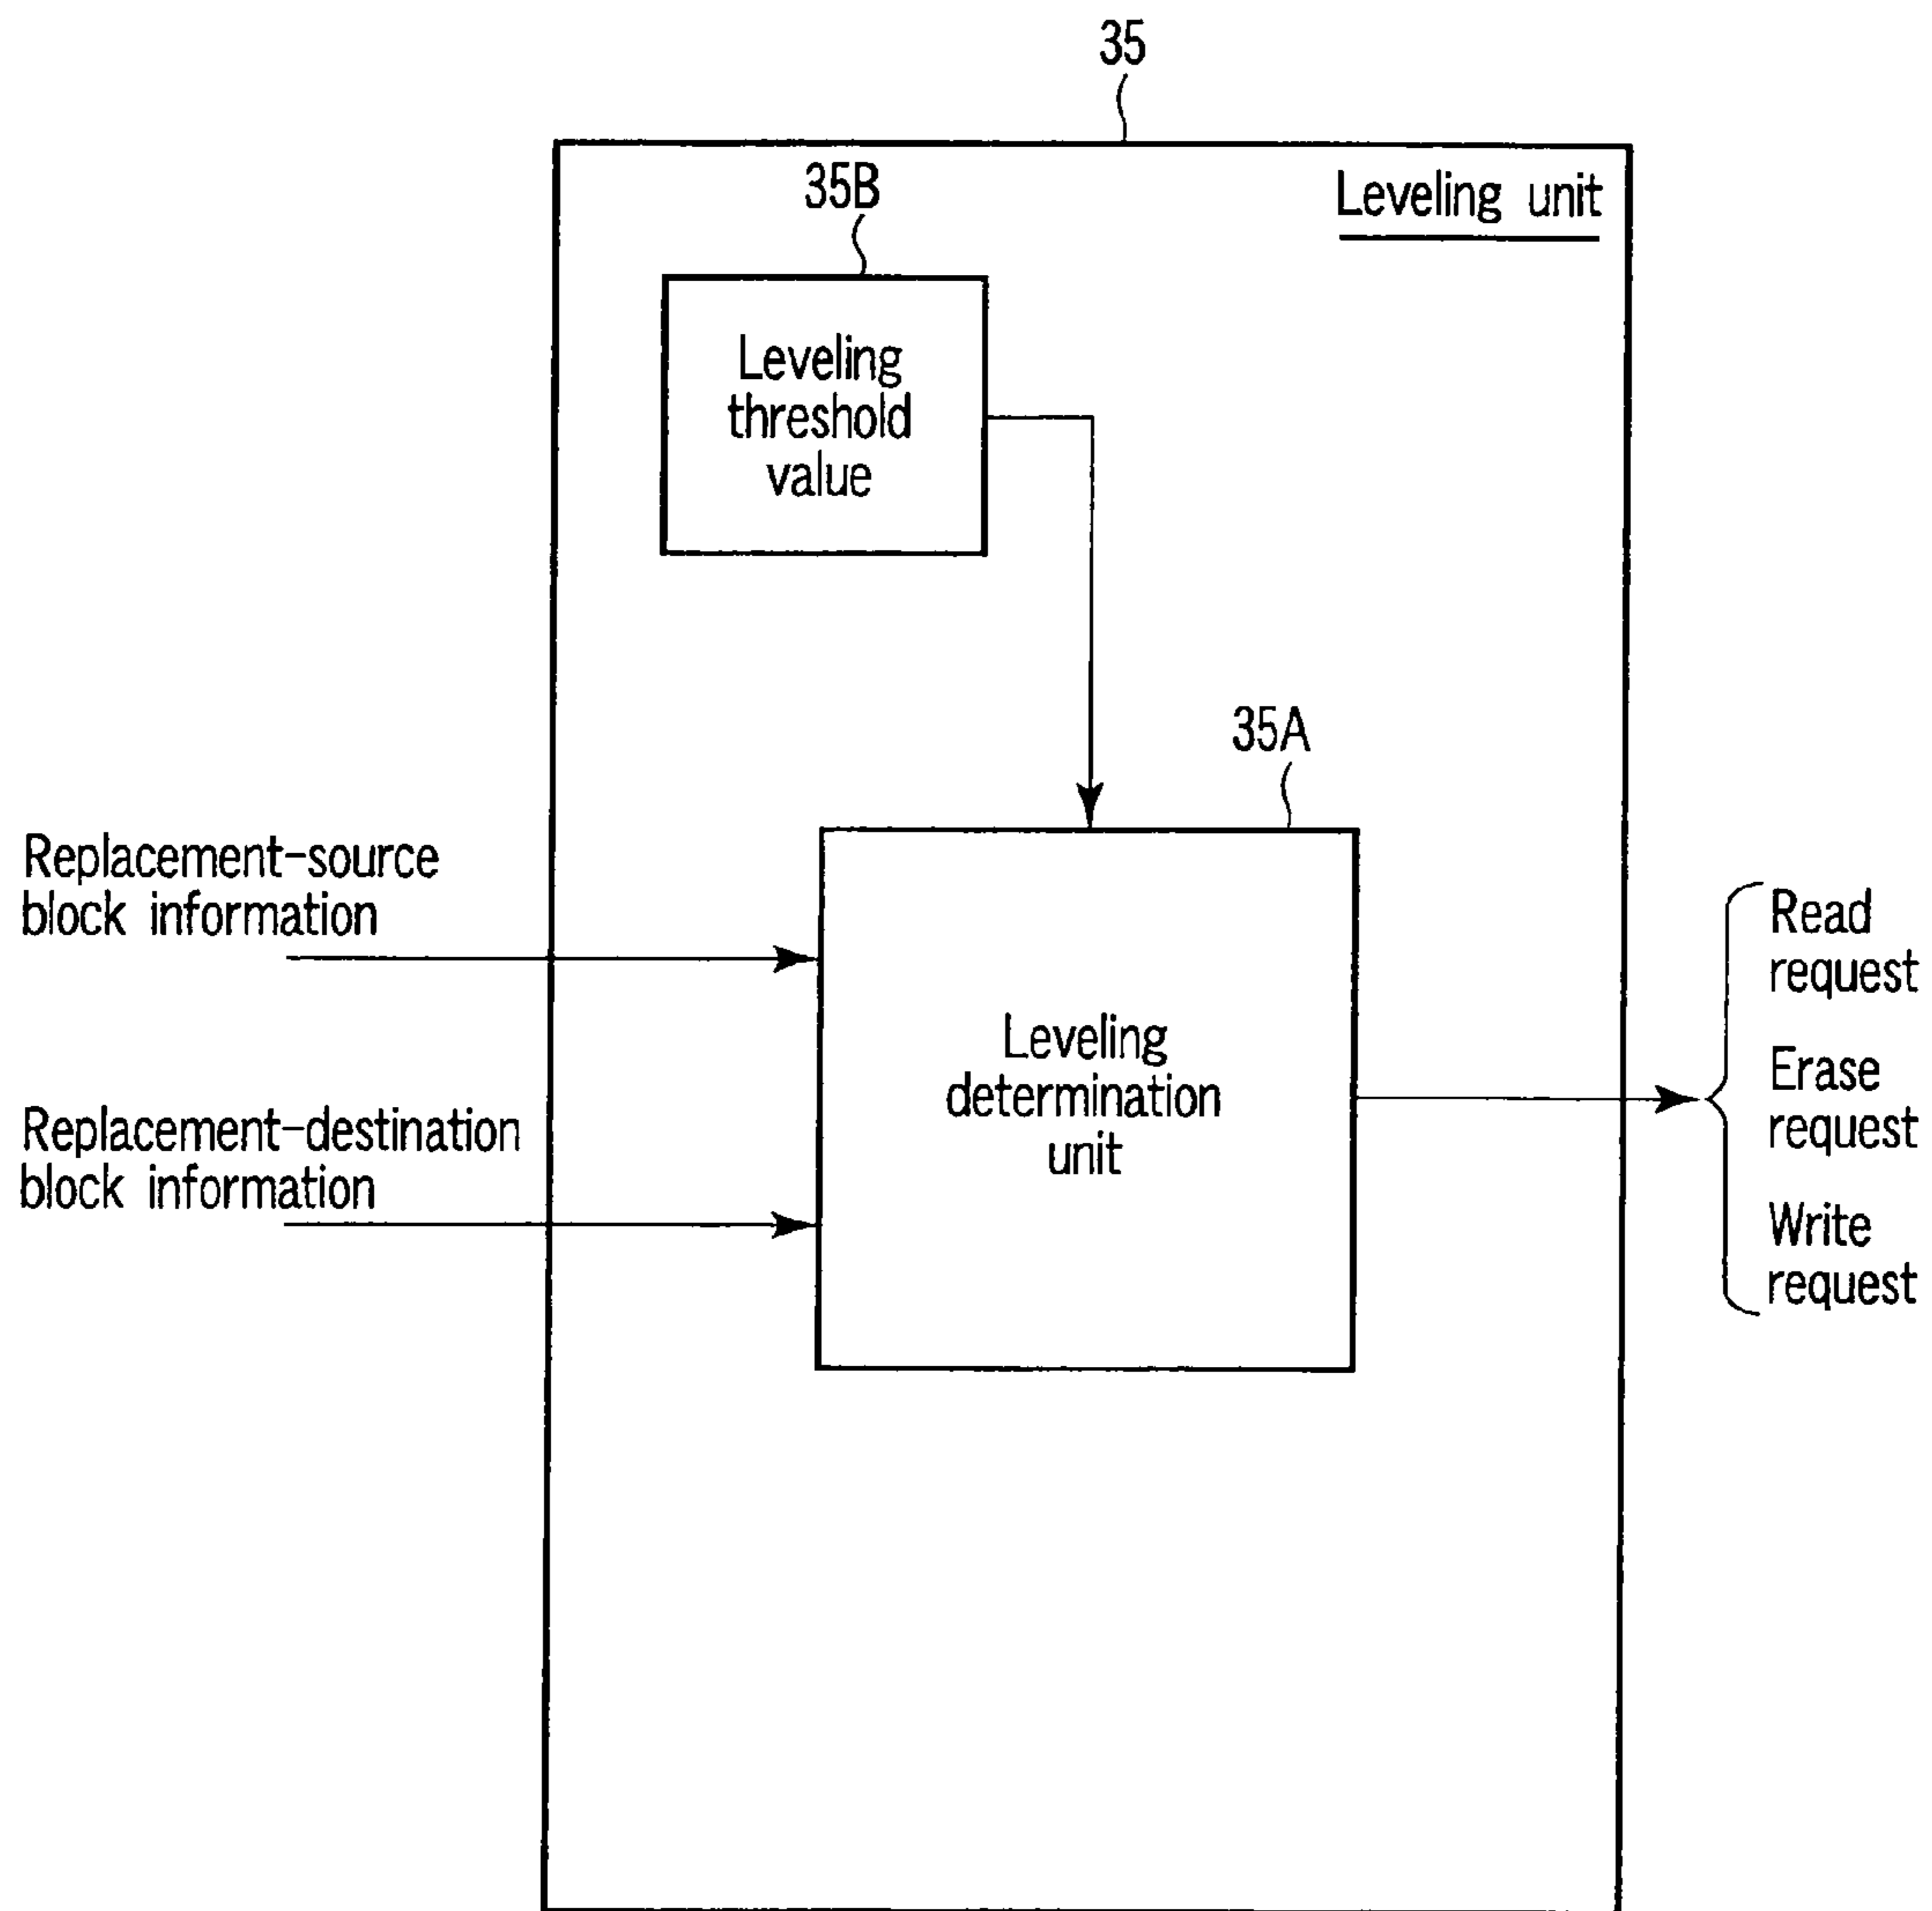 35
35B
Leveling unit
Leveling
threshold
value
35A
Replacement-source
block information
Replacement-destination
block information
Leveling
determination
unit
Read
request
Erase
request
Write
request